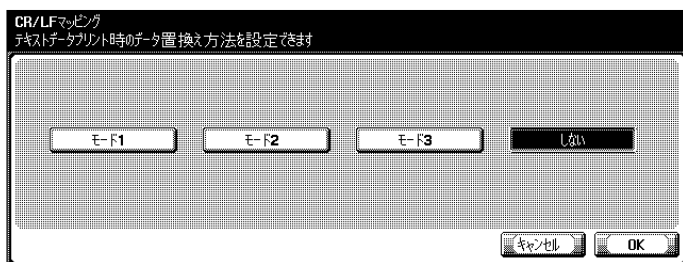 CR/LFマッピング
テキストデータプリント時のデータ置換え方法を設定できます
モード1
モード2
モード3
しない
キャンセル
OK